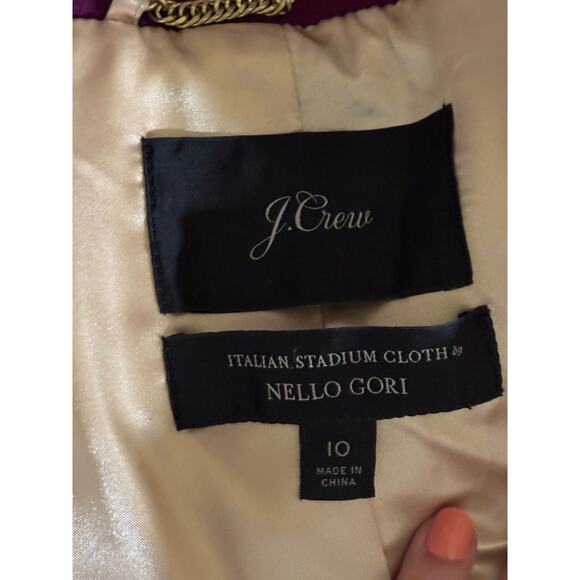 J.Crew
ITALIAN STADIUM CLOTH by
NELLO GORI
10
MADE IN
CHINA